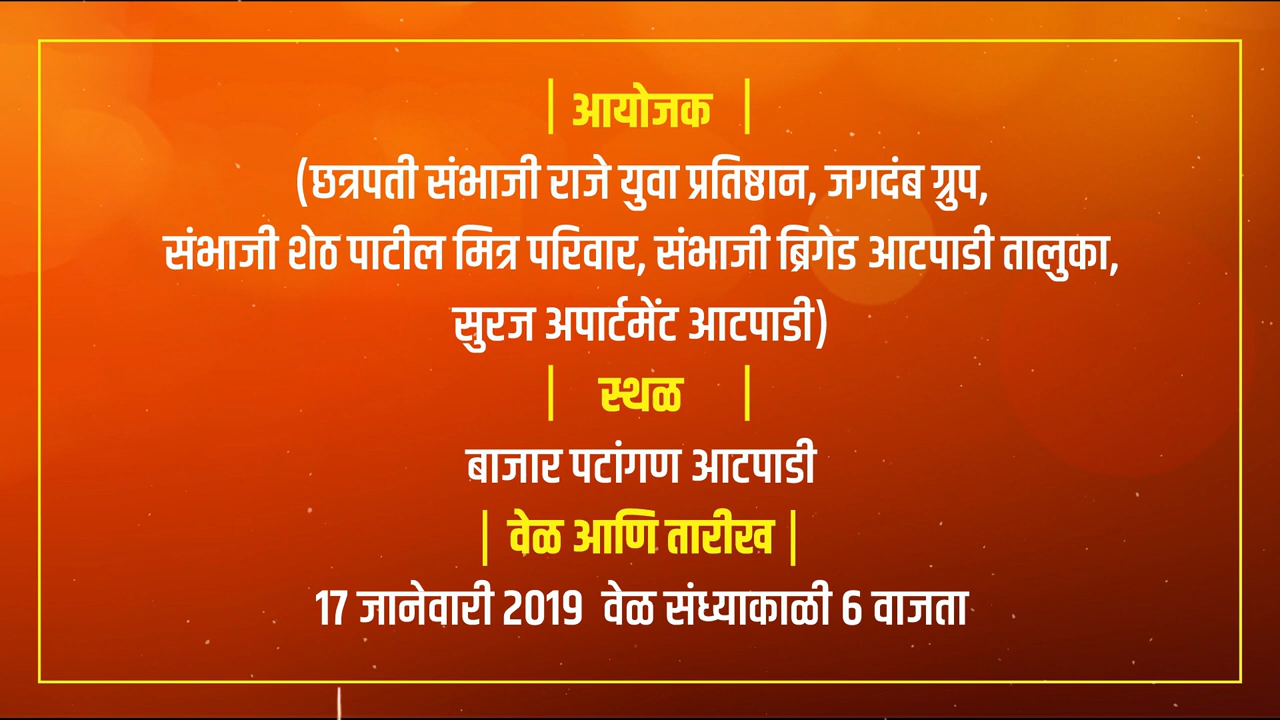 | आयोजक |
(छत्रपती संभाजी राजे युवा प्रतिष्ठान, जगदंब ग्रुप,
संभाजी शेठ पाटील मित्र परिवार, संभाजी ब्रिगेड आटपाडी तालुका,
सुरज अपार्टमेंट आटपाडी)
| स्थळ |
बाजार पटांगण आटपाडी
| वेळ आणि तारीख |
17 जानेवारी 2019 वेळ संध्याकाळी 6 वाजता